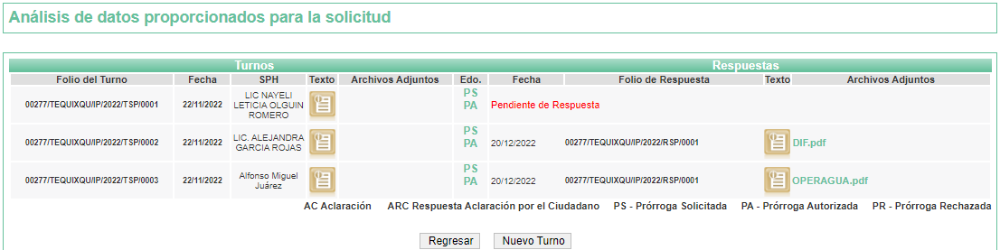 Análisis de datos proporcionados para la solicitud
Turnos Respuestas
Folio del Turno Fecha SPH Texto Archivos Adjuntos Edo. Fecha Folio de Respuesta Texto Archivos Adjuntos
00277/TEQUIXQU/IP/2022/TSP/0001 22/11/2022 LIC NAYELI LETICIA OLGUIN ROMERO PS PA Pendiente de Respuesta
00277/TEQUIXQU/IP/2022/TSP/0002 22/11/2022 LIC. ALEJANDRA GARCIA ROJAS PS PA 20/12/2022 00277/TEQUIXQU/IP/2022/RSP/0001 DIF.pdf
00277/TEQUIXQU/IP/2022/TSP/0003 22/11/2022 Alfonso Miguel Juárez PS PA 20/12/2022 00277/TEQUIXQU/IP/2022/RSP/0001 OPERAGUA.pdf
AC Aclaración ARC Respuesta Aclaración por el Ciudadano PS - Prórroga Solicitada PA - Prórroga Autorizada PR - Prórroga Rechazada
Regresar Nuevo Turno